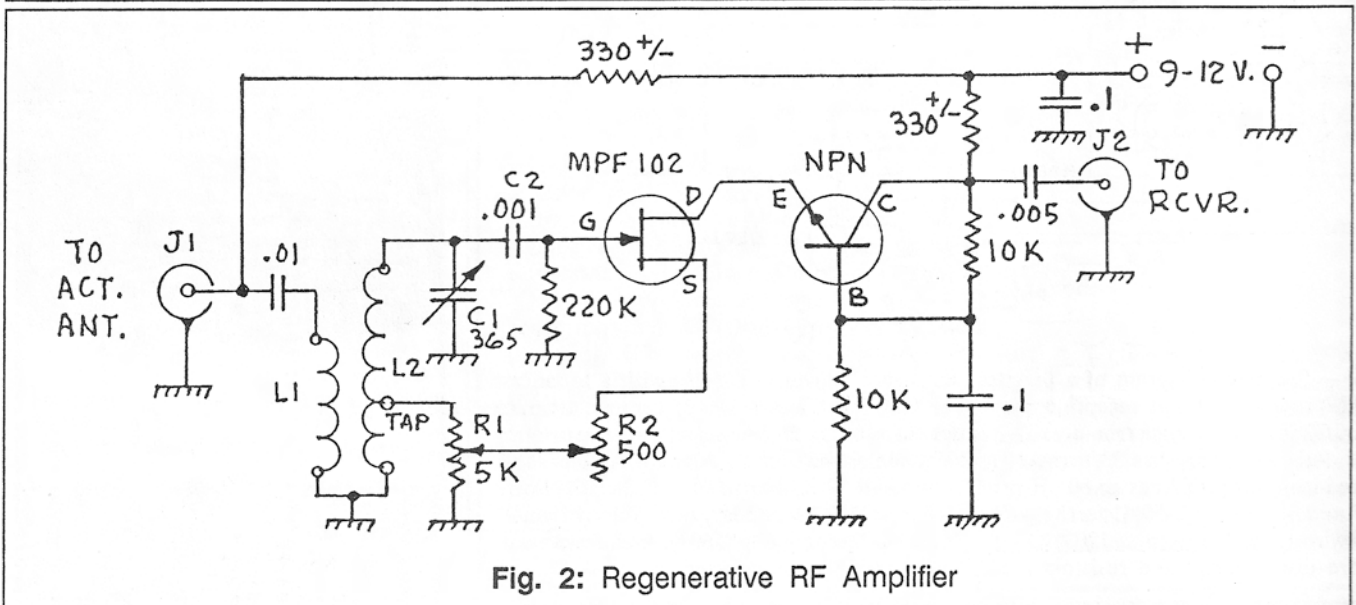 330 +/-
+ -
9-12 V.
.1
330 +/-
J2
TO
RCVR.
MPF 102
NPN
C2
.001
D
E
C
G
S
B
.005
10K
TO
ACT.
ANT.
J1
.01
C1
365
220K
L1
L2
TAP
R1
5K
R2
500
10K
.1
Fig. 2: Regenerative RF Amplifier